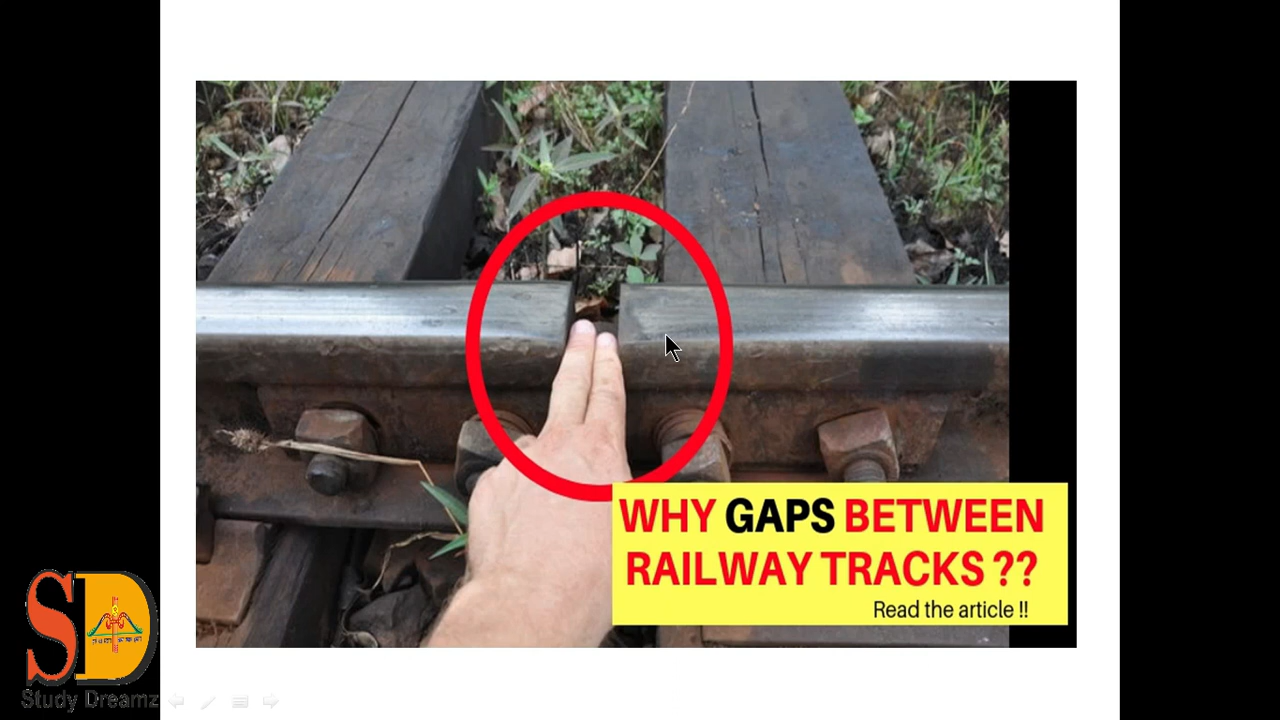 WHY GAPS BETWEEN
RAILWAY TRACKS ??
Read the article !!
SD
Study Dreamz